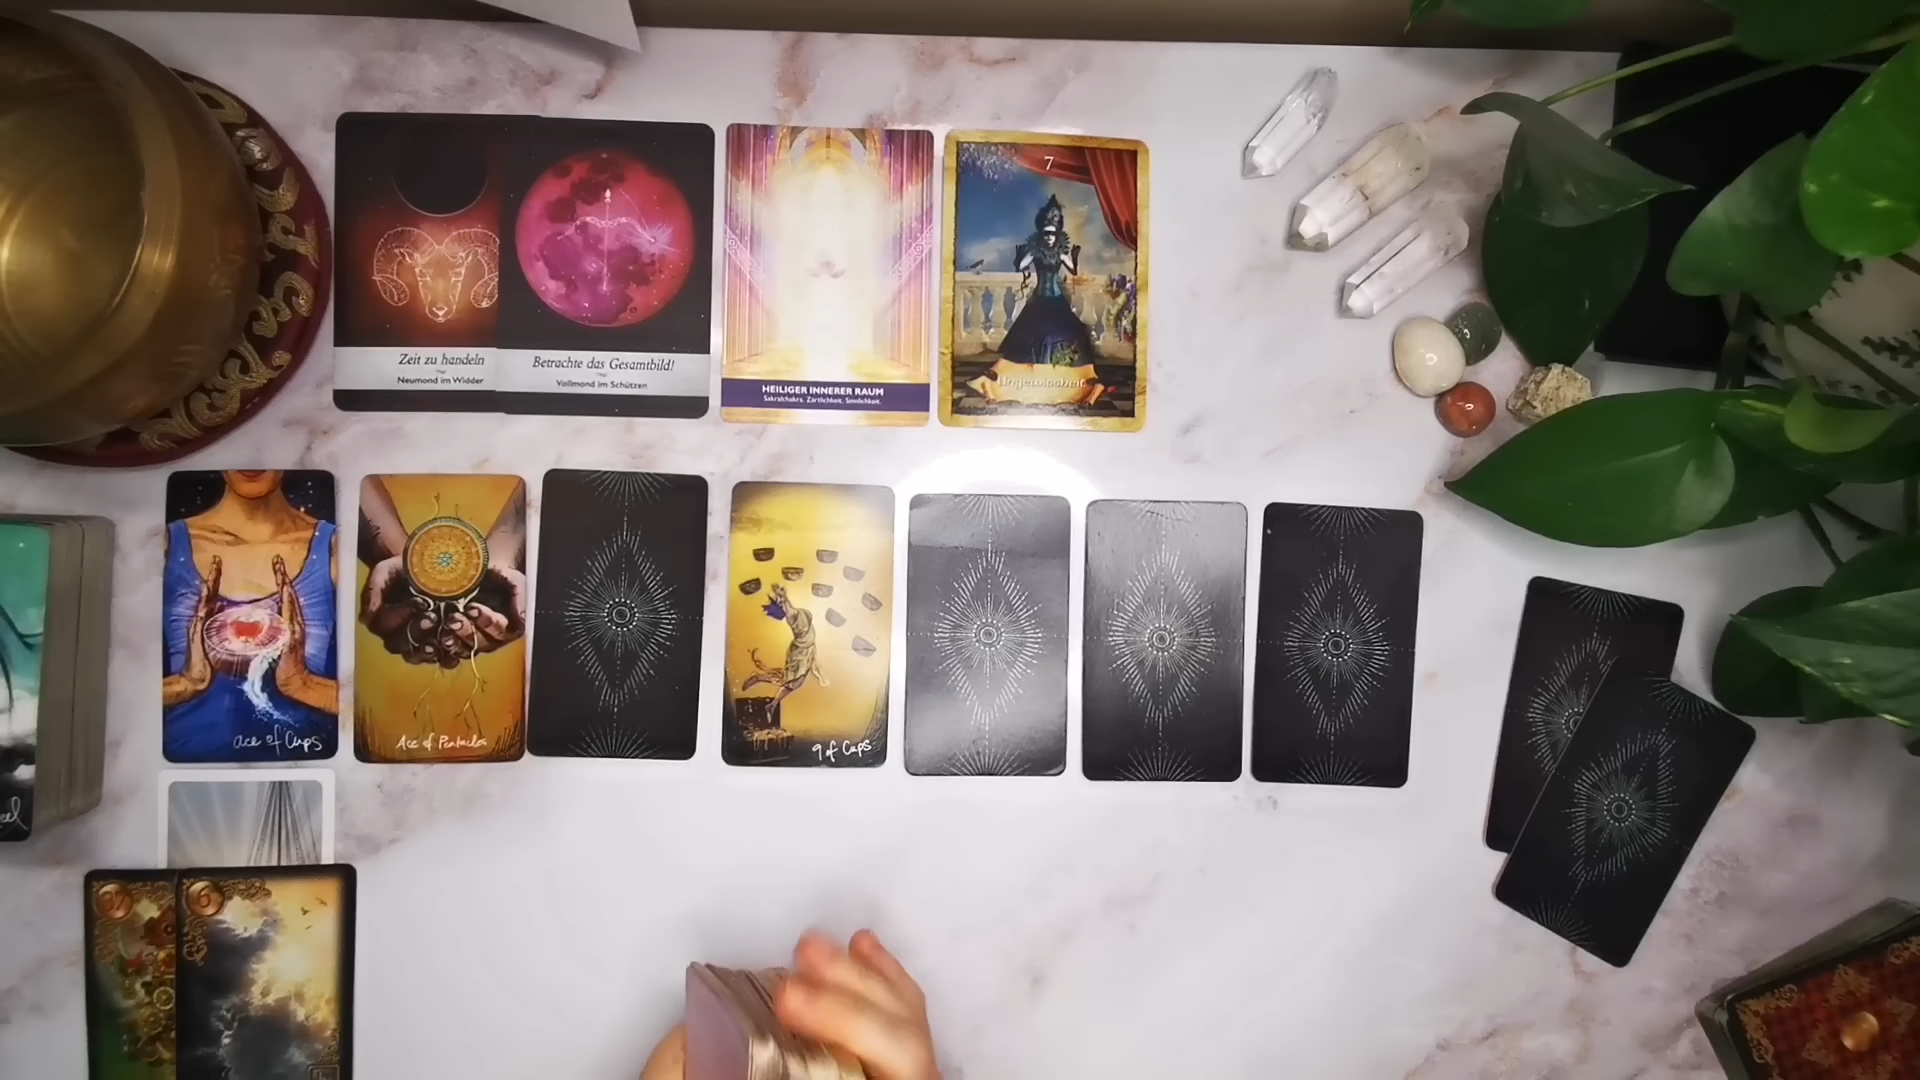 Zeit zu handeln
Neumond im Widder
Betrachte das Gesamtbild!
Vollmond im Schützen
HEILIGER INNERER RAUM
Sakralchakra. Zärtlichkeit. Sinnlichkeit.
7
Ungewissheit
ace of Cups
Ace of Pentacles
9 of Cups
6